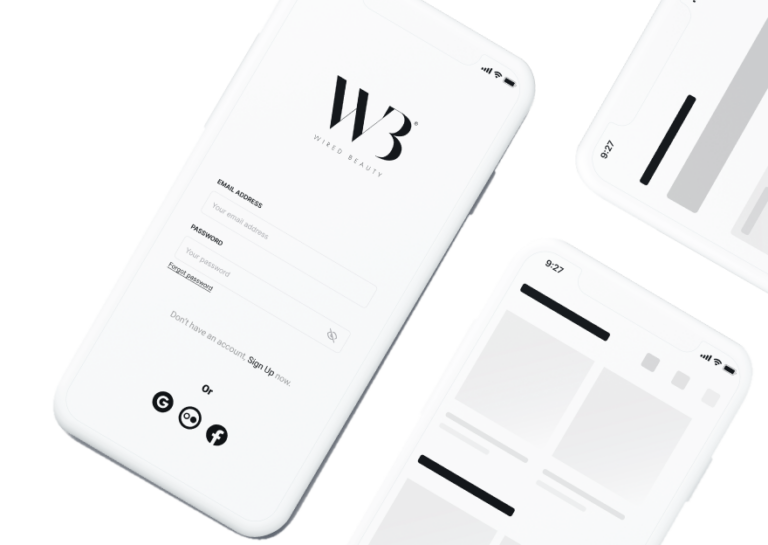 WB®
WIRED BEAUTY
EMAIL ADDRESS
Your email address
PASSWORD
Your password
Forgot password
Don't have an account, Sign Up now.
Or
G
f
9:27
9:27